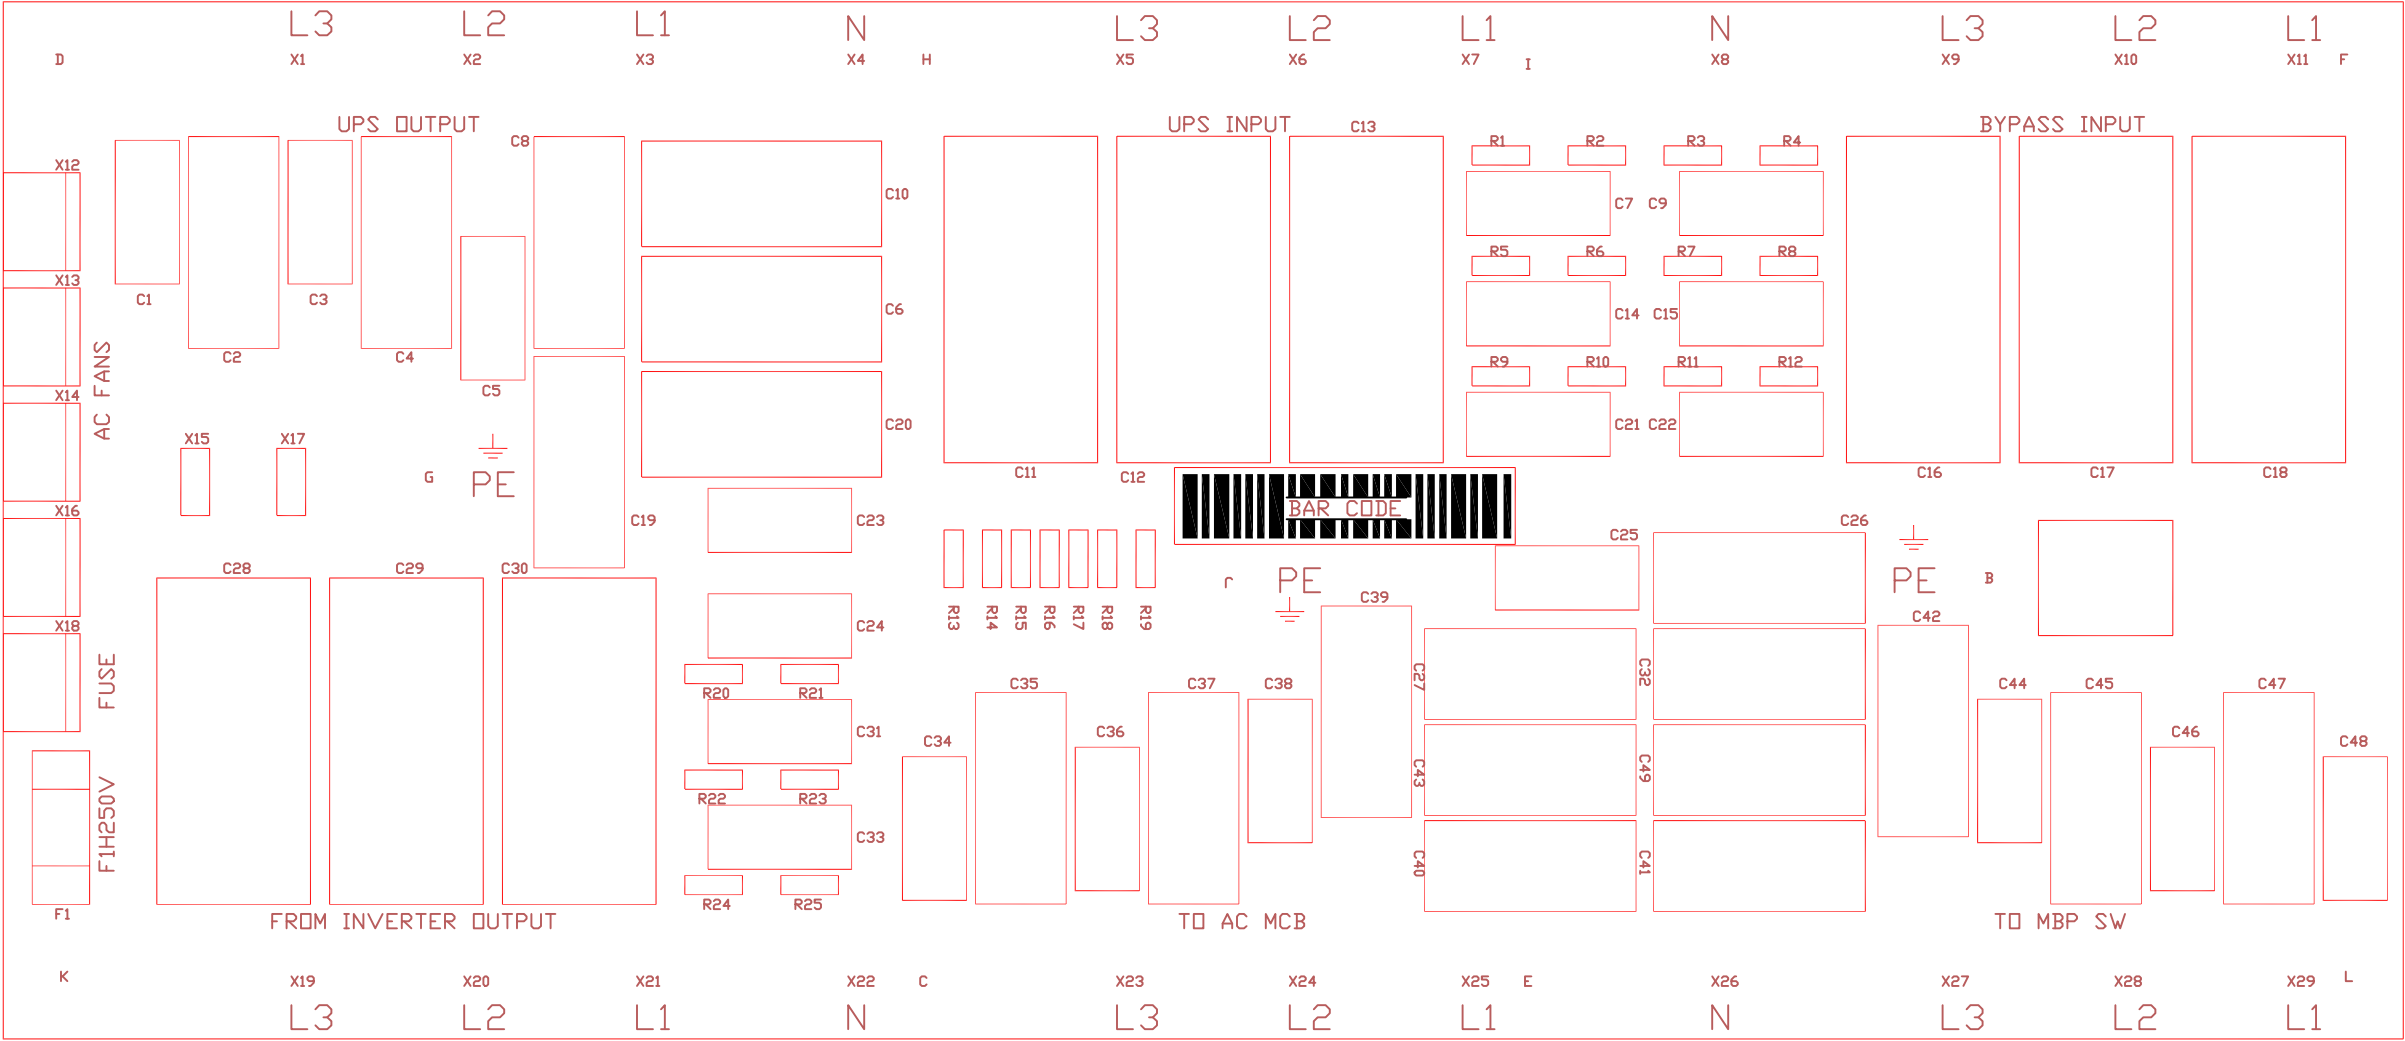 L3 L2 L1 N L3 L2 L1 N L3 L2 L1
D X1 X2 X3 X4 H X5 X6 X7 I X8 X9 X10 X11 F
UPS OUTPUT UPS INPUT BYPASS INPUT
C8 C13 R1 R2 R3 R4
X12
C10
C7 C9
R5 R6 R7 R8
X13
C1 C3
C6 C14 C15
C2 C4
R9 R10 R11 R12
C5
AC FANS
X14
C20 C21 C22
X15 X17
G PE
C11 C12 C16 C17 C18
X16
BAR CODE
C19 C23 C26
C25
C28 C29 C30
r PE PE B
C39
R13 R14 R15 R16 R17 R18 R19
C42
X18
C24
FUSE
C27 C32
R20 R21
C35 C37 C38 C44 C45 C47
C31 C36 C46
C34 C48
C43 C49
R22 R23
F1H250V
C33
C40 C41
R24 R25
F1
FROM INVERTER OUTPUT TO AC MCB TO MBP SW
K X19 X20 X21 X22 C X23 X24 X25 E X26 X27 X28 X29 L
L3 L2 L1 N L3 L2 L1 N L3 L2 L1